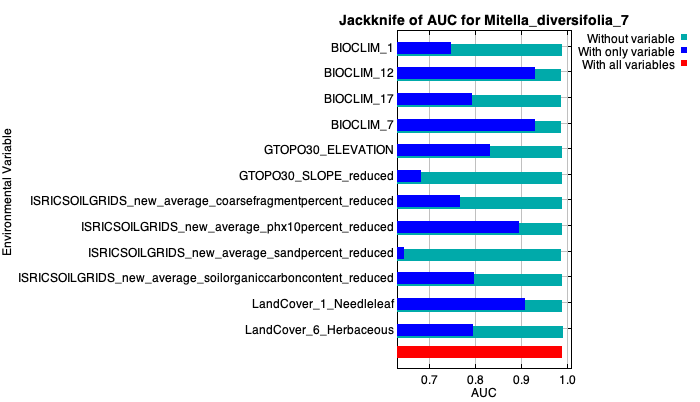 Jackknife of AUC for Mitella_diversifolia_7
Without variable
With only variable
With all variables
Environmental Variable
BIOCLIM_1
BIOCLIM_12
BIOCLIM_17
BIOCLIM_7
GTOPO30_ELEVATION
GTOPO30_SLOPE_reduced
ISRICSOILGRIDS_new_average_coarsefragmentpercent_reduced
ISRICSOILGRIDS_new_average_phx10percent_reduced
ISRICSOILGRIDS_new_average_sandpercent_reduced
ISRICSOILGRIDS_new_average_soilorganiccarboncontent_reduced
LandCover_1_Needleleaf
LandCover_6_Herbaceous
0.7 0.8 0.9 1.0
AUC